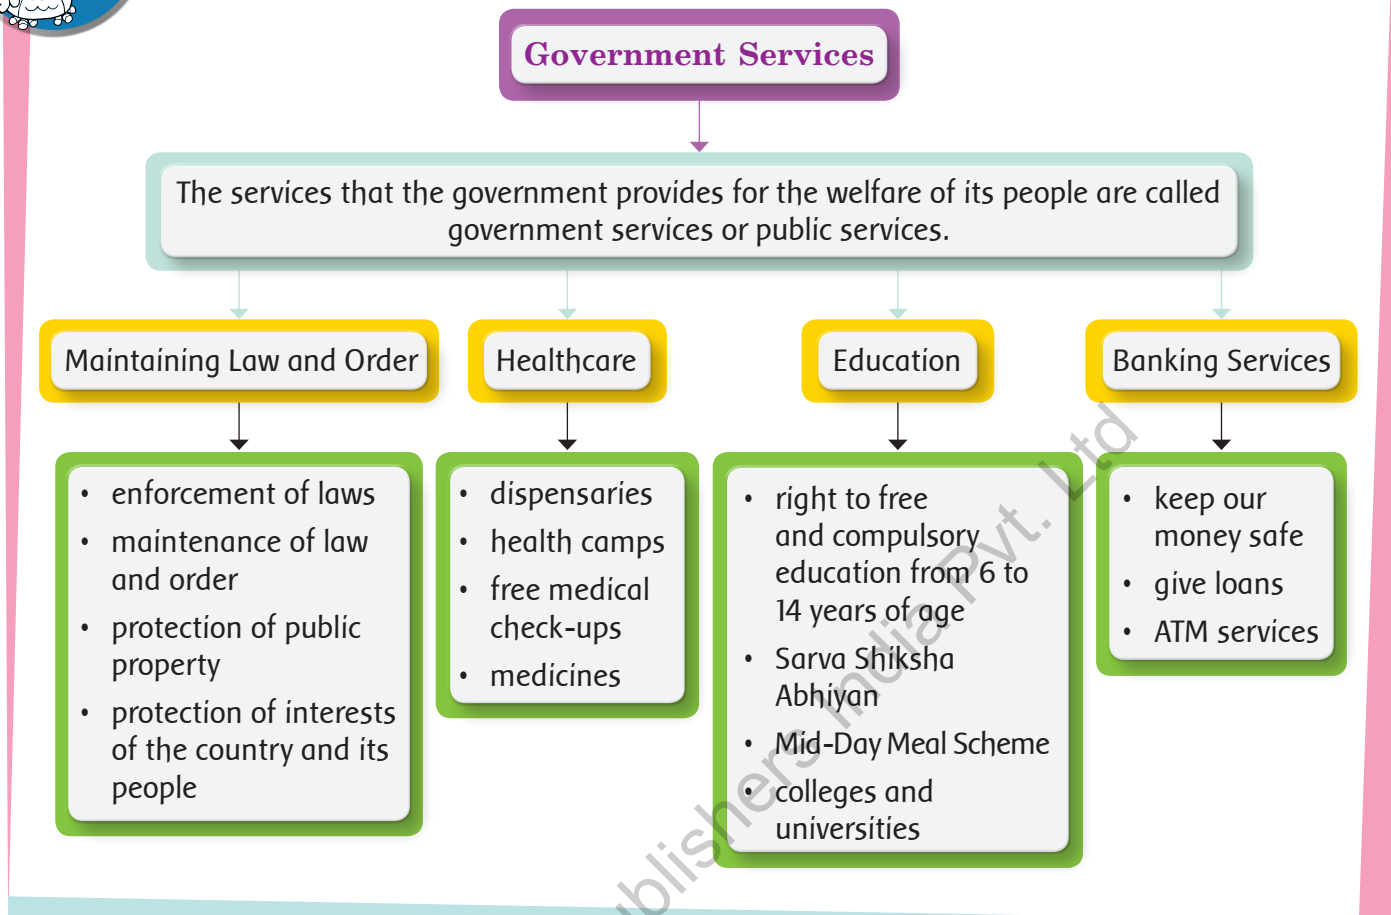 Government Services
The services that the government provides for the welfare of its people are called
government services or public services.
Maintaining Law and Order
Healthcare
Education
Banking Services
• enforcement of laws
• maintenance of law
and order
• protection of public
property
• protection of interests
of the country and its
people
• dispensaries
• health camps
• free medical
check-ups
• medicines
• right to free
and compulsory
education from 6 to
14 years of age
• Sarva Shiksha
Abhiyan
• Mid-Day Meal Scheme
• colleges and
universities
• keep our
money safe
• give loans
• ATM services
blishers India Pvt. Ltd